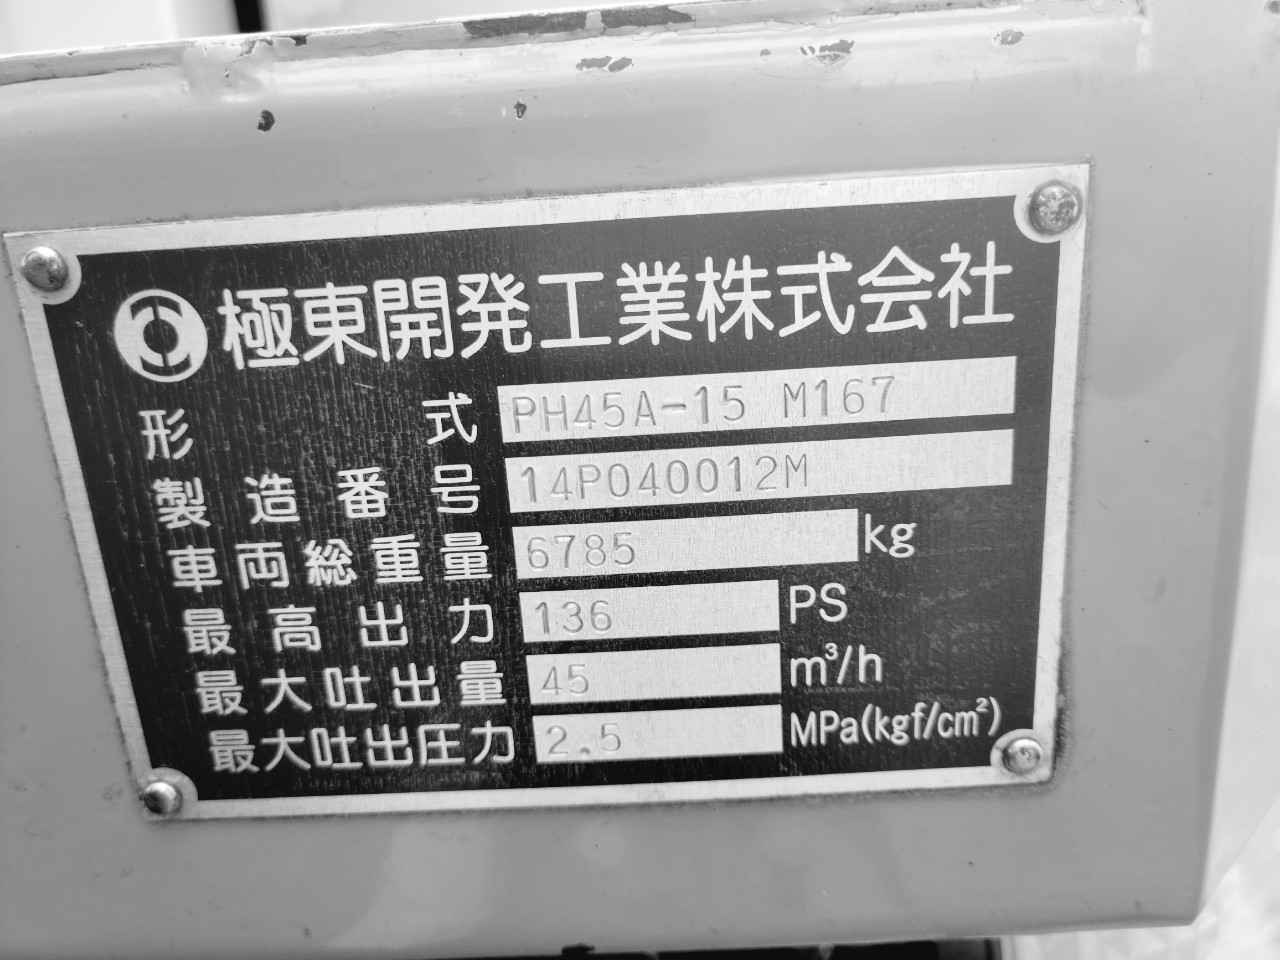 極東開発工業株式会社
形式 PH45A-15 M167
製造番号 14P040012M
車両総重量 6785 kg
最高出力 136 PS
最大吐出量 45 m³/h
最大吐出圧力 2.5 MPa(kgf/cm²)